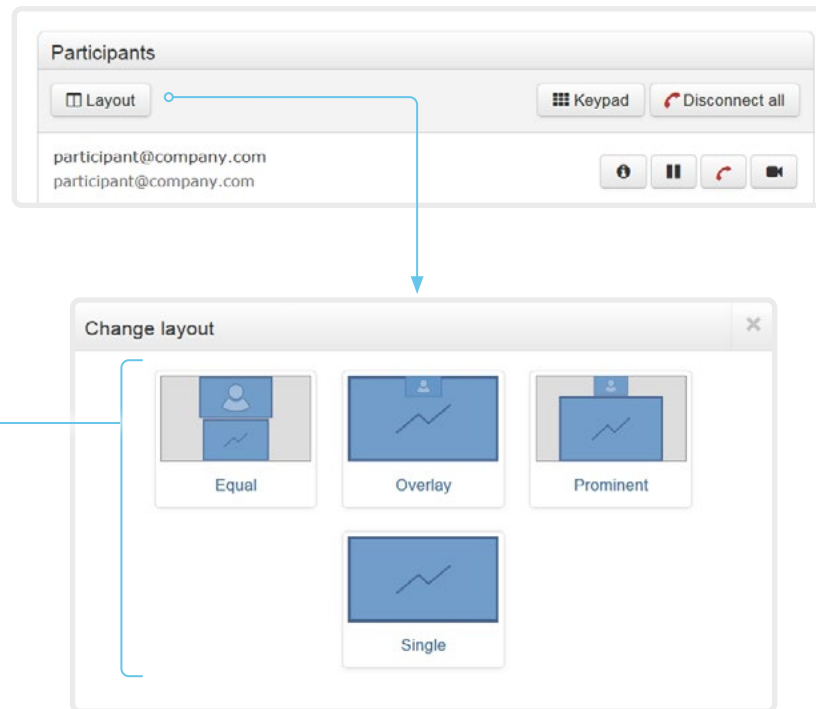 Participants
Layout Keypad Disconnect all
participant@company.com
participant@company.com
Change layout
Equal Overlay Prominent
Single